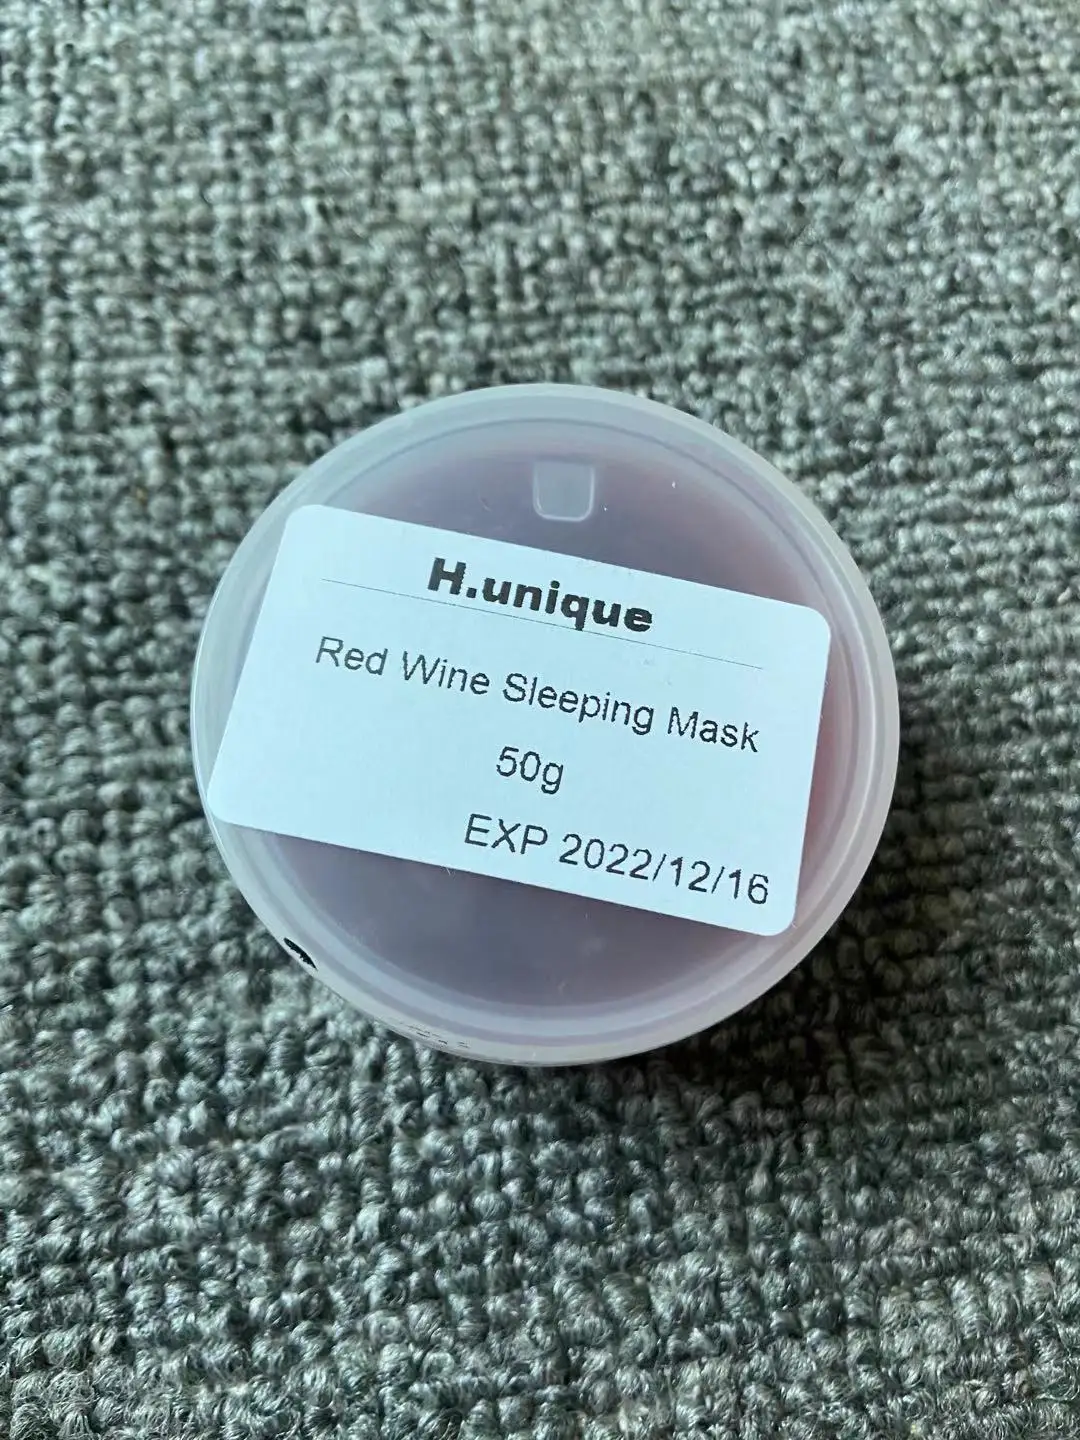 H.unique
Red Wine Sleeping Mask
50g
EXP 2022/12/16